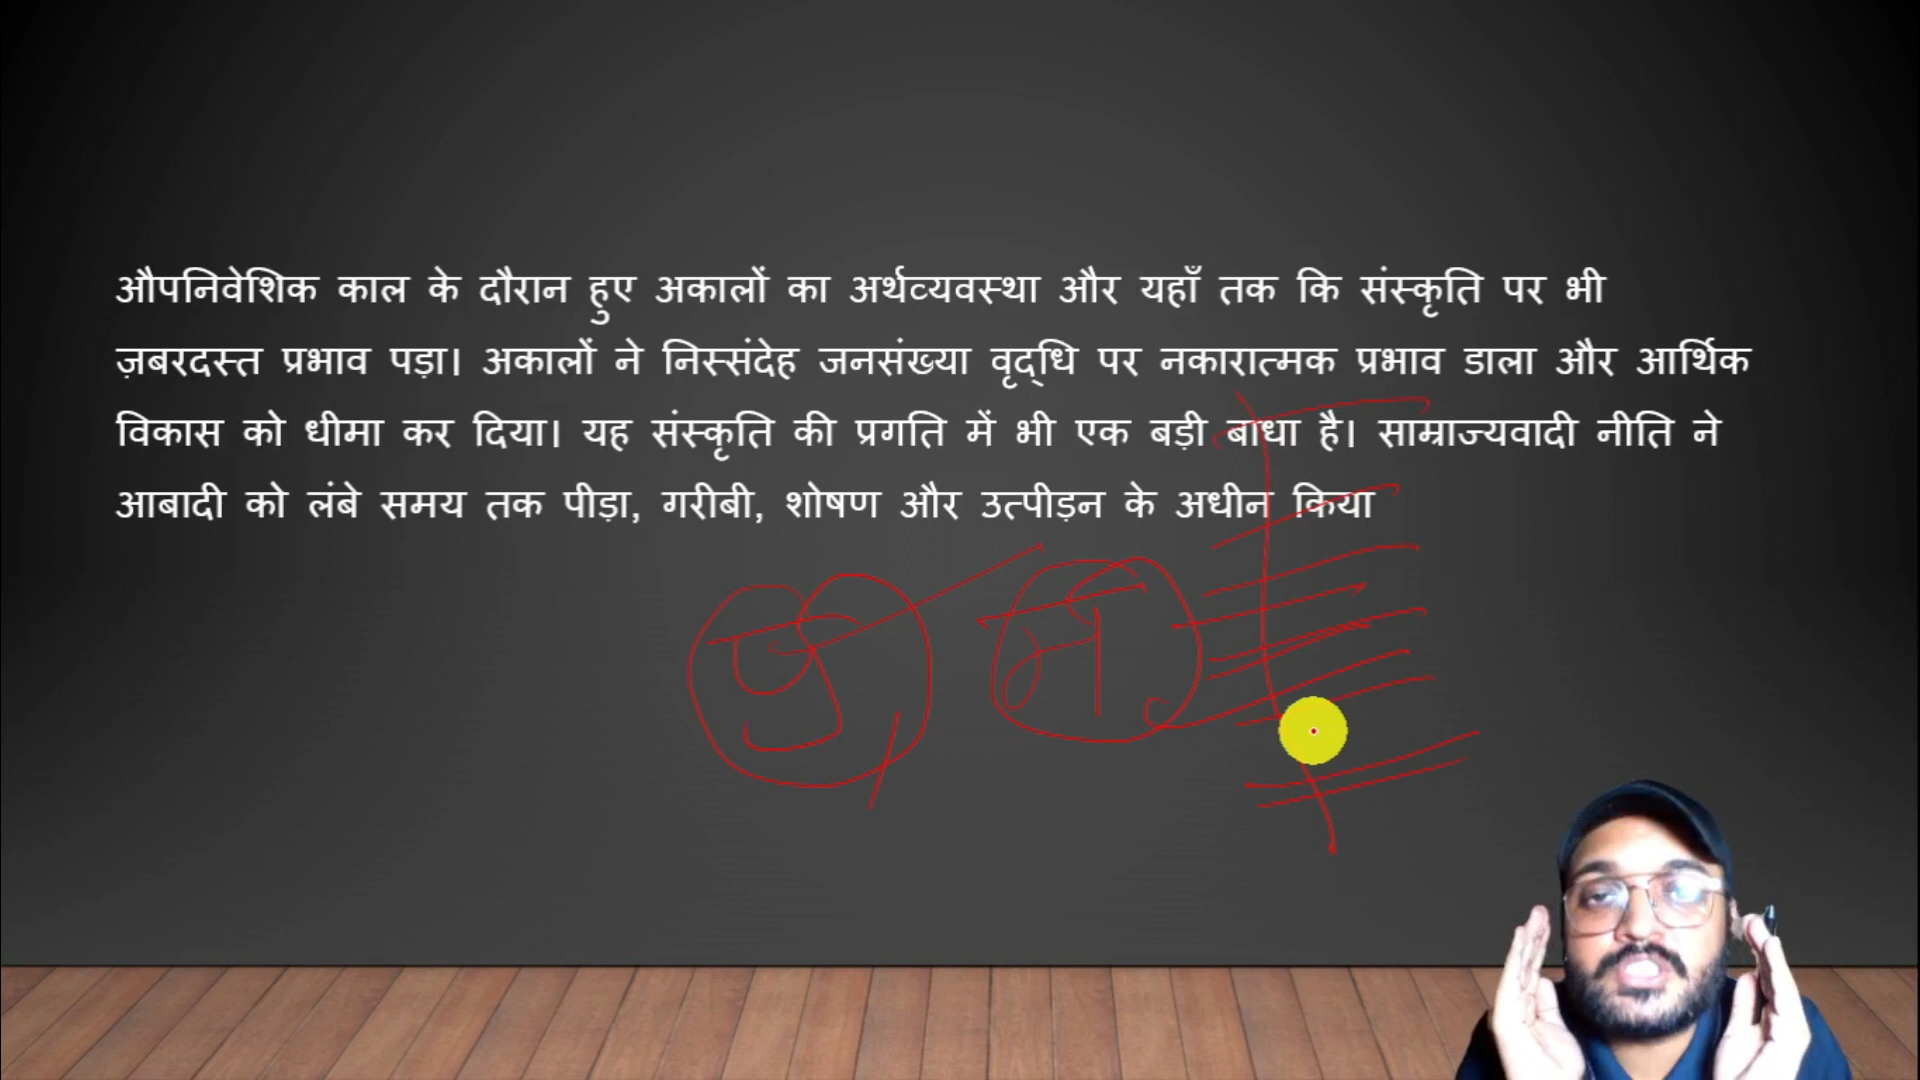 औपनिवेशिक काल के दौरान हुए अकालों का अर्थव्यवस्था और यहाँ तक कि संस्कृति पर भी
ज़बरदस्त प्रभाव पड़ा। अकालों ने निस्संदेह जनसंख्या वृद्धि पर नकारात्मक प्रभाव डाला और आर्थिक
विकास को धीमा कर दिया। यह संस्कृति की प्रगति में भी एक बड़ी बाधा है। साम्राज्यवादी नीति ने
आबादी को लंबे समय तक पीड़ा, गरीबी, शोषण और उत्पीड़न के अधीन किया